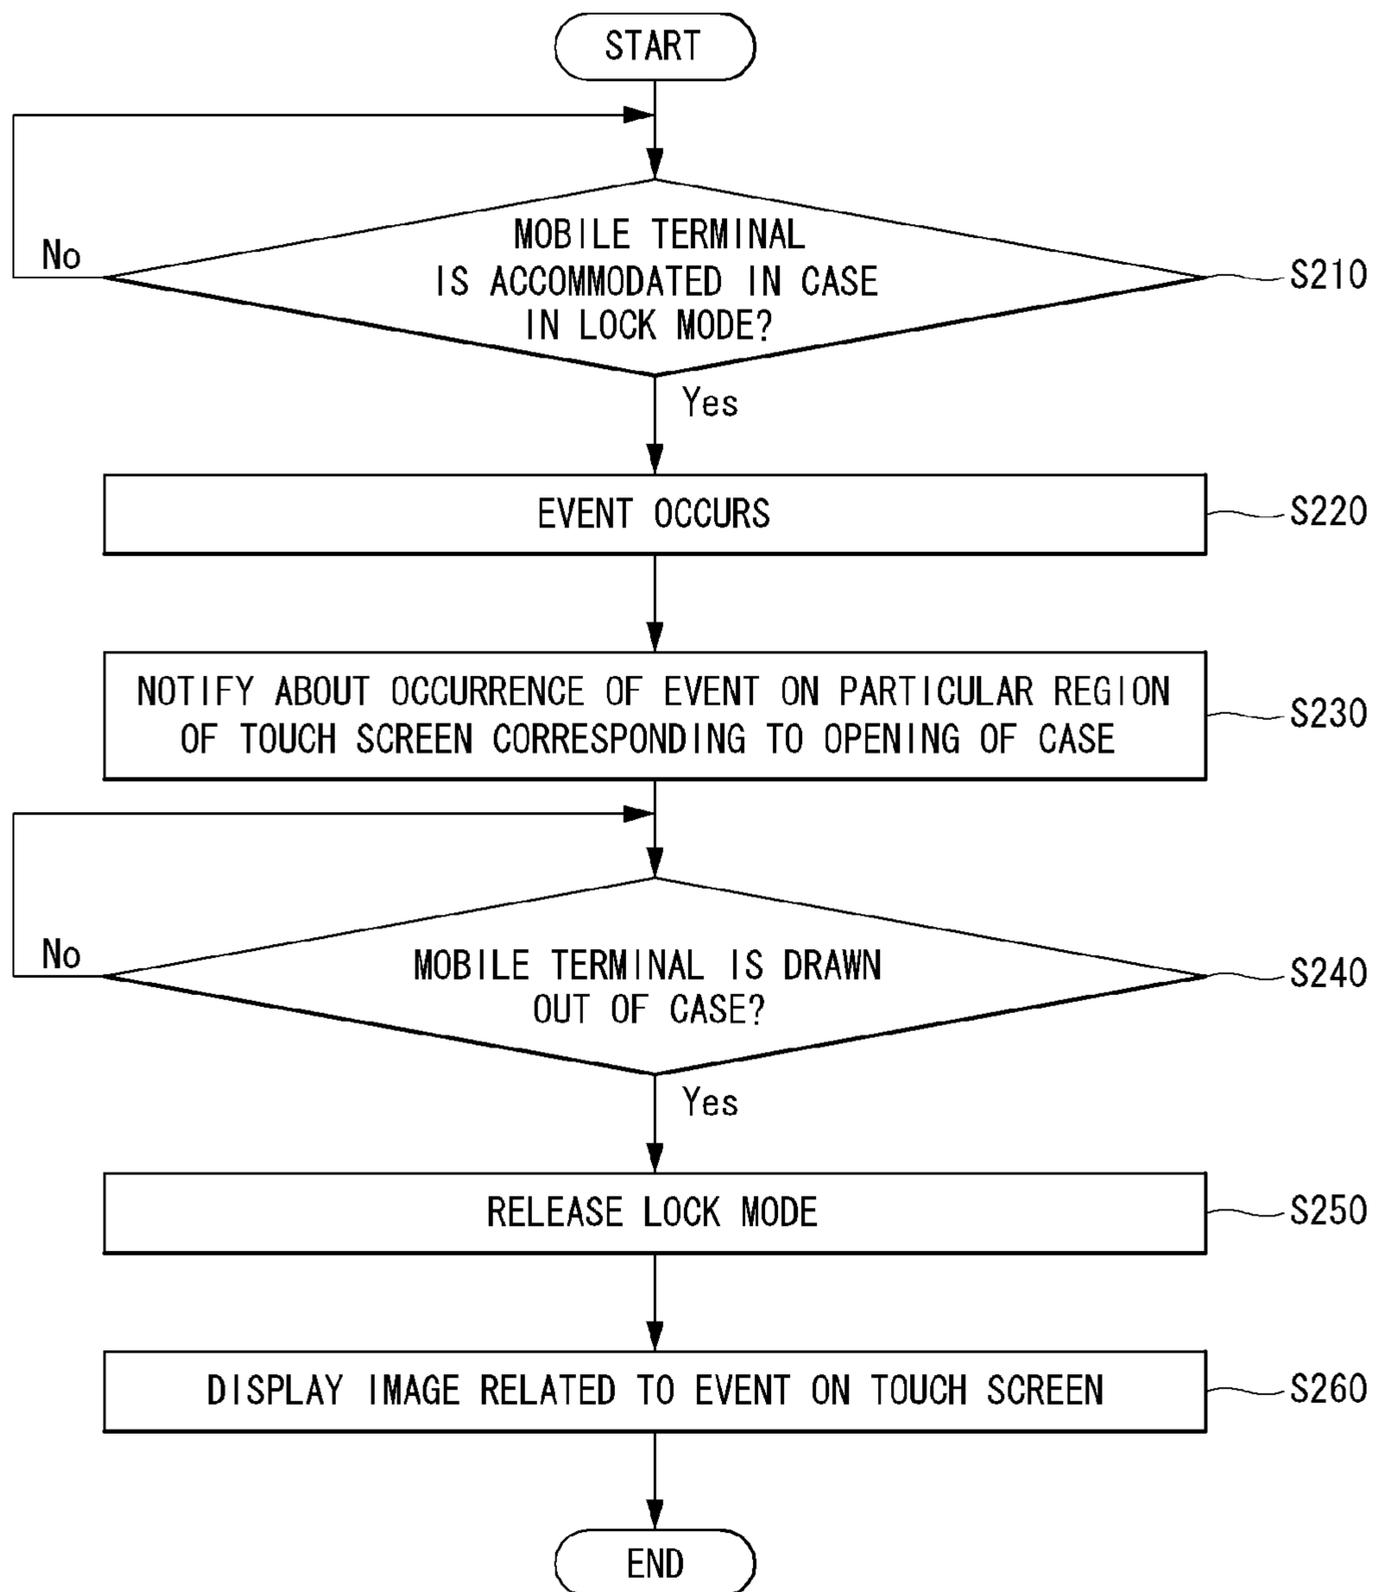 START
No
MOBILE TERMINAL
IS ACCOMMODATED IN CASE
IN LOCK MODE?
S210
Yes
EVENT OCCURS
S220
NOTIFY ABOUT OCCURRENCE OF EVENT ON PARTICULAR REGION
OF TOUCH SCREEN CORRESPONDING TO OPENING OF CASE
S230
No
MOBILE TERMINAL IS DRAWN
OUT OF CASE?
S240
Yes
RELEASE LOCK MODE
S250
DISPLAY IMAGE RELATED TO EVENT ON TOUCH SCREEN
S260
END